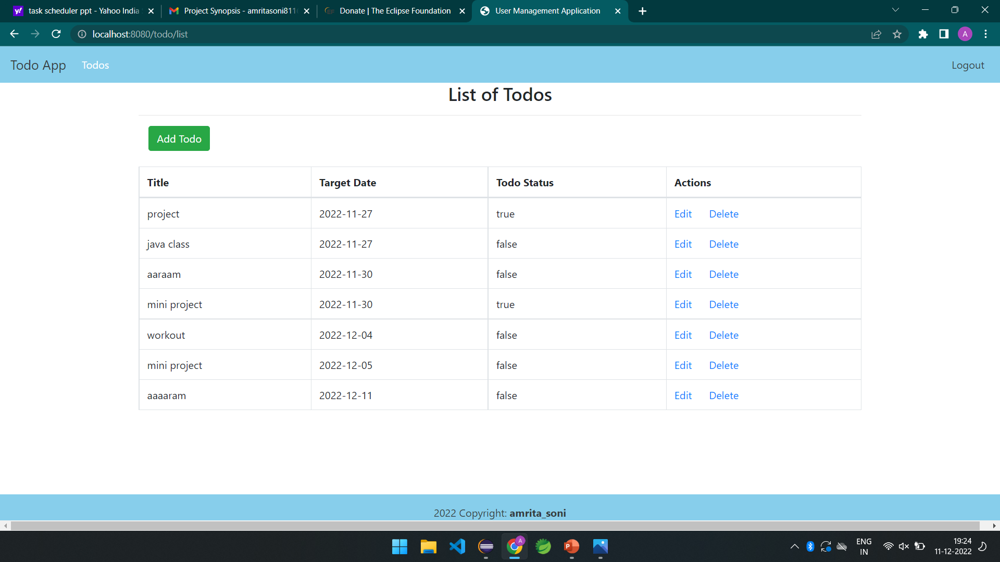 task scheduler ppt - Yahoo India
Project Synopsis - amritasoni811
Donate | The Eclipse Foundation
User Management Application
localhost:8080/todo/list
A
Todo App
Todos
Logout
List of Todos
Add Todo
Title Target Date Todo Status Actions
project 2022-11-27 true Edit Delete
java class 2022-11-27 false Edit Delete
aaraam 2022-11-30 false Edit Delete
mini project 2022-11-30 true Edit Delete
workout 2022-12-04 false Edit Delete
mini project 2022-12-05 false Edit Delete
aaaaram 2022-12-11 false Edit Delete
2022 Copyright: amrita_soni
ENG
IN
19:24
11-12-2022